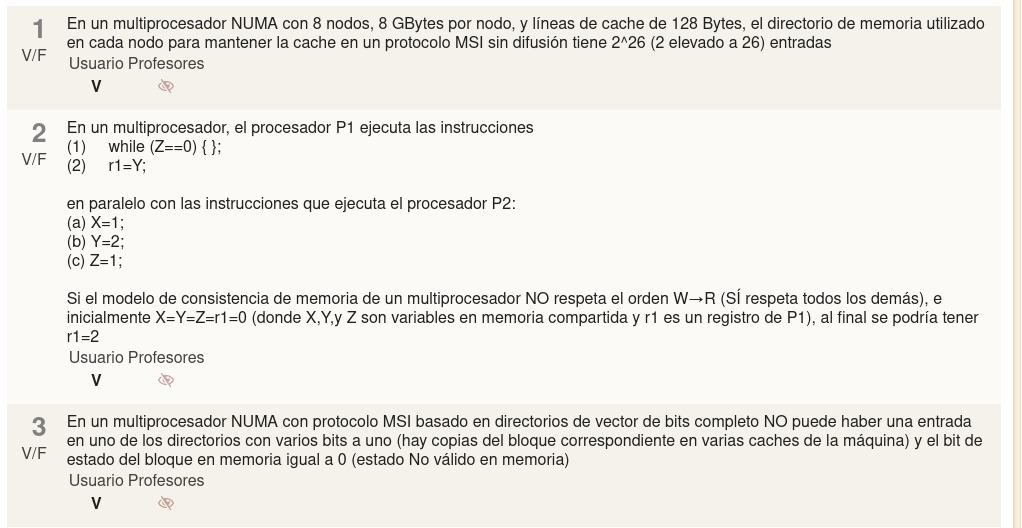 1
V/F
En un multiprocesador NUMA con 8 nodos, 8 GBytes por nodo, y líneas de cache de 128 Bytes, el directorio de memoria utilizado
en cada nodo para mantener la cache en un protocolo MSI sin difusión tiene 2^26 (2 elevado a 26) entradas
Usuario Profesores
V
2
V/F
En un multiprocesador, el procesador P1 ejecuta las instrucciones
(1) while (Z==0) { };
(2) r1=Y;
en paralelo con las instrucciones que ejecuta el procesador P2:
(a) X=1;
(b) Y=2;
(c) Z=1;
Si el modelo de consistencia de memoria de un multiprocesador NO respeta el orden W→R (SÍ respeta todos los demás), e
inicialmente X=Y=Z=r1=0 (donde X,Y,y Z son variables en memoria compartida y r1 es un registro de P1), al final se podría tener
r1=2
Usuario Profesores
V
3
V/F
En un multiprocesador NUMA con protocolo MSI basado en directorios de vector de bits completo NO puede haber una entrada
en uno de los directorios con varios bits a uno (hay copias del bloque correspondiente en varias caches de la máquina) y el bit de
estado del bloque en memoria igual a 0 (estado No válido en memoria)
Usuario Profesores
V